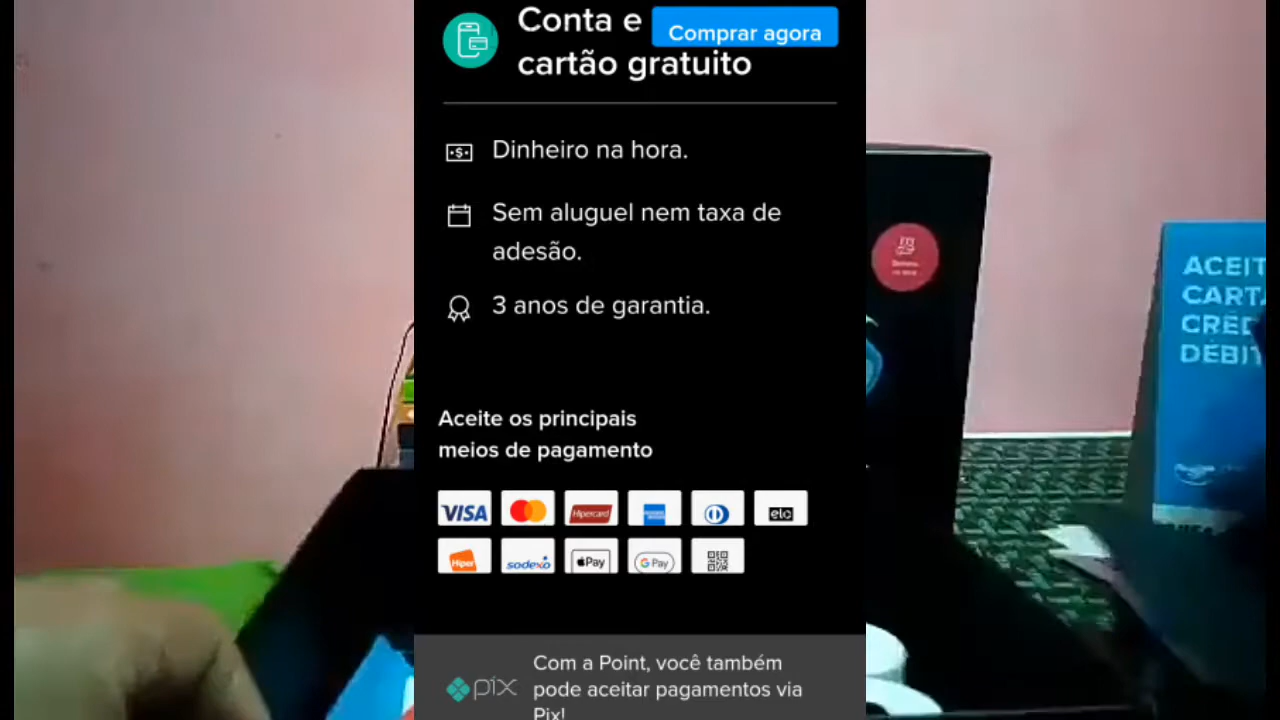 Conta e
cartão gratuito
Comprar agora
Dinheiro na hora.
Sem aluguel nem taxa de
adesão.
3 anos de garantia.
Aceite os principais
meios de pagamento
VISA
Hipercard
elo
Hiper
sodexo
Pay
G Pay
pix
Com a Point, você também
pode aceitar pagamentos via
Pix!
ACEIT
CARTA
CRÉD
DÉBIT